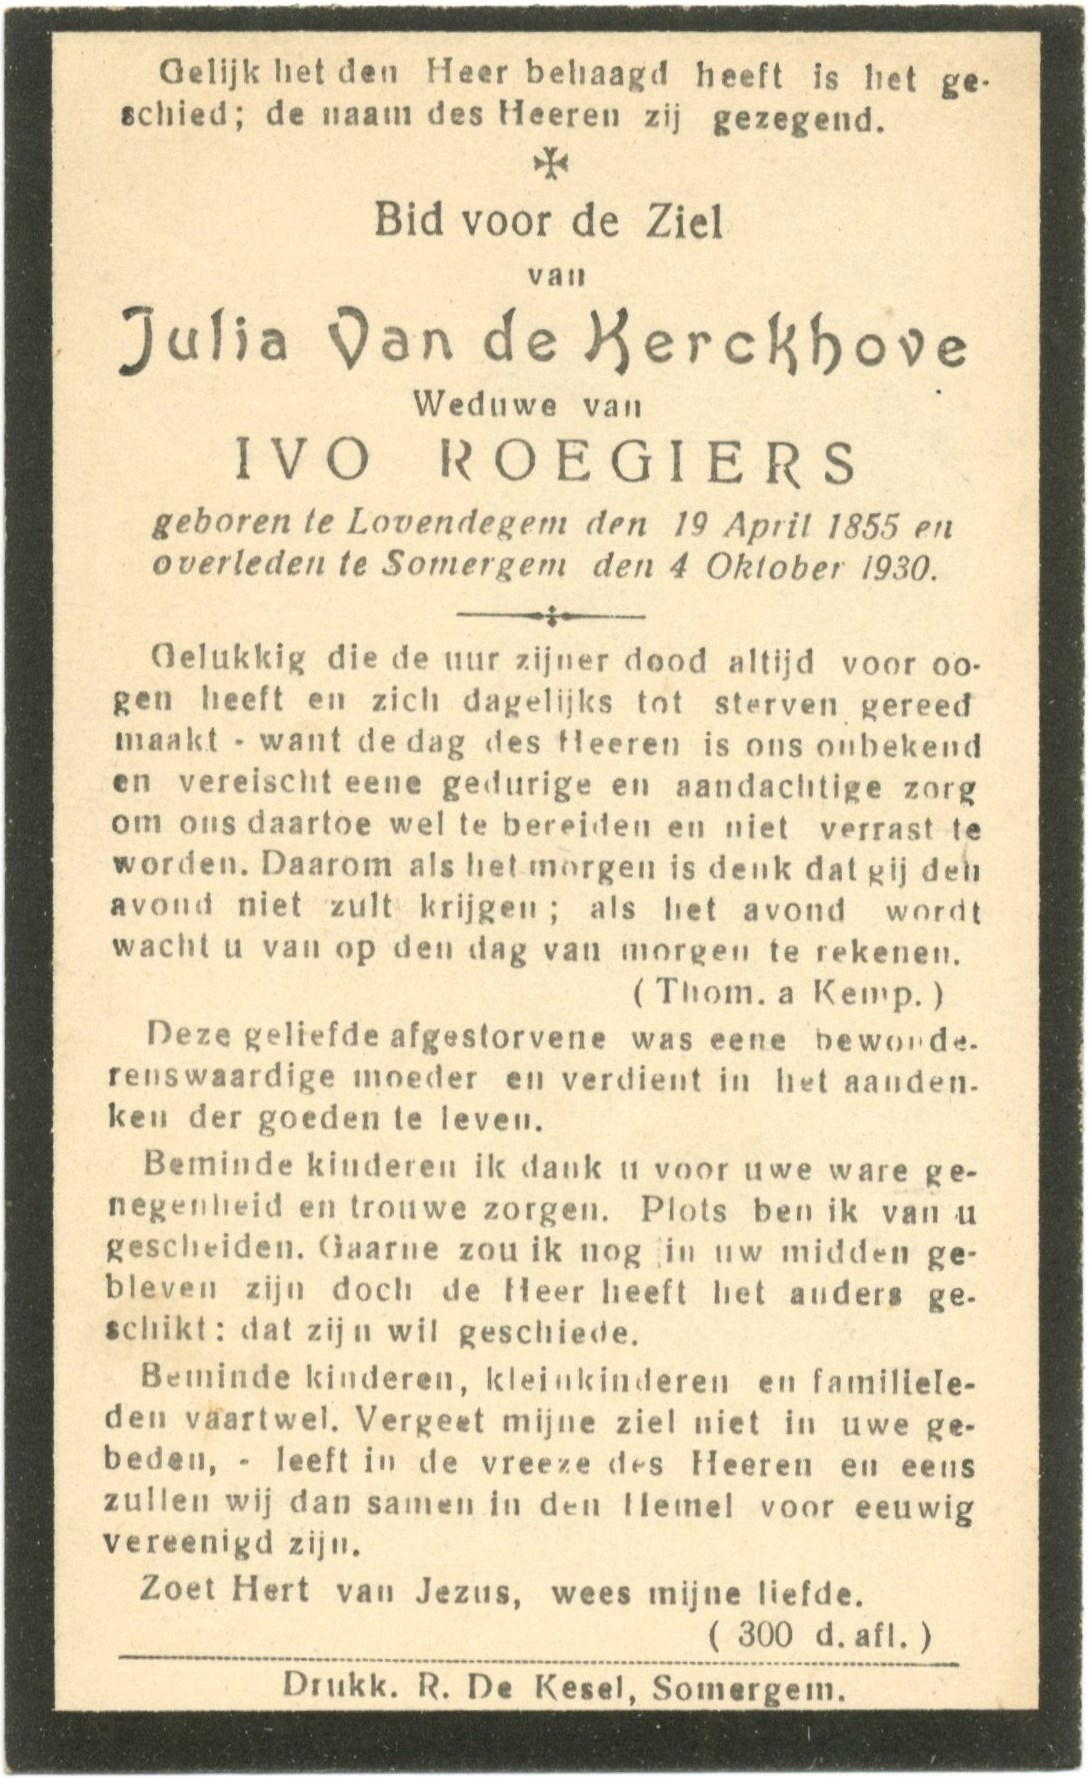 Gelijk het den Heer behaagd heeft is het ge-
schied; de naam des Heeren zij gezegend.
✠
Bid voor de Ziel
van
Julia Van de Kerckhove
Weduwe van
IVO ROEGIERS
geboren te Lovendegem den 19 April 1855 en
overleden te Somergem den 4 Oktober 1930.
Gelukkig die de uur zijner dood altijd voor oo-
gen heeft en zich dagelijks tot sterven gereed
maakt - want de dag des Heeren is ons onbekend
en vereischt eene gedurige en aandachtige zorg
om ons daartoe wel te bereiden en niet verrast te
worden. Daarom als het morgen is denk dat gij den
avond niet zult krijgen; als het avond wordt
wacht u van op den dag van morgen te rekenen.
(Thom. a Kemp.)
Deze geliefde afgestorvene was eene bewonde-
renswaardige moeder en verdient in het aanden-
ken der goeden te leven.
Beminde kinderen ik dank u voor uwe ware ge-
negenheid en trouwe zorgen. Plots ben ik van u
gescheiden. Gaarne zou ik nog in uw midden ge-
bleven zijn doch de Heer heeft het anders ge-
schikt: dat zijn wil geschiede.
Beminde kinderen, kleinkinderen en familiele-
den vaartwel. Vergeet mijne ziel niet in uwe ge-
beden, - leeft in de vreeze des Heeren en eens
zullen wij dan samen in den Hemel voor eeuwig
vereenigd zijn.
Zoet Hert van Jezus, wees mijne liefde.
(300 d. afl.)
Drukk. R. De Kesel, Somergem.